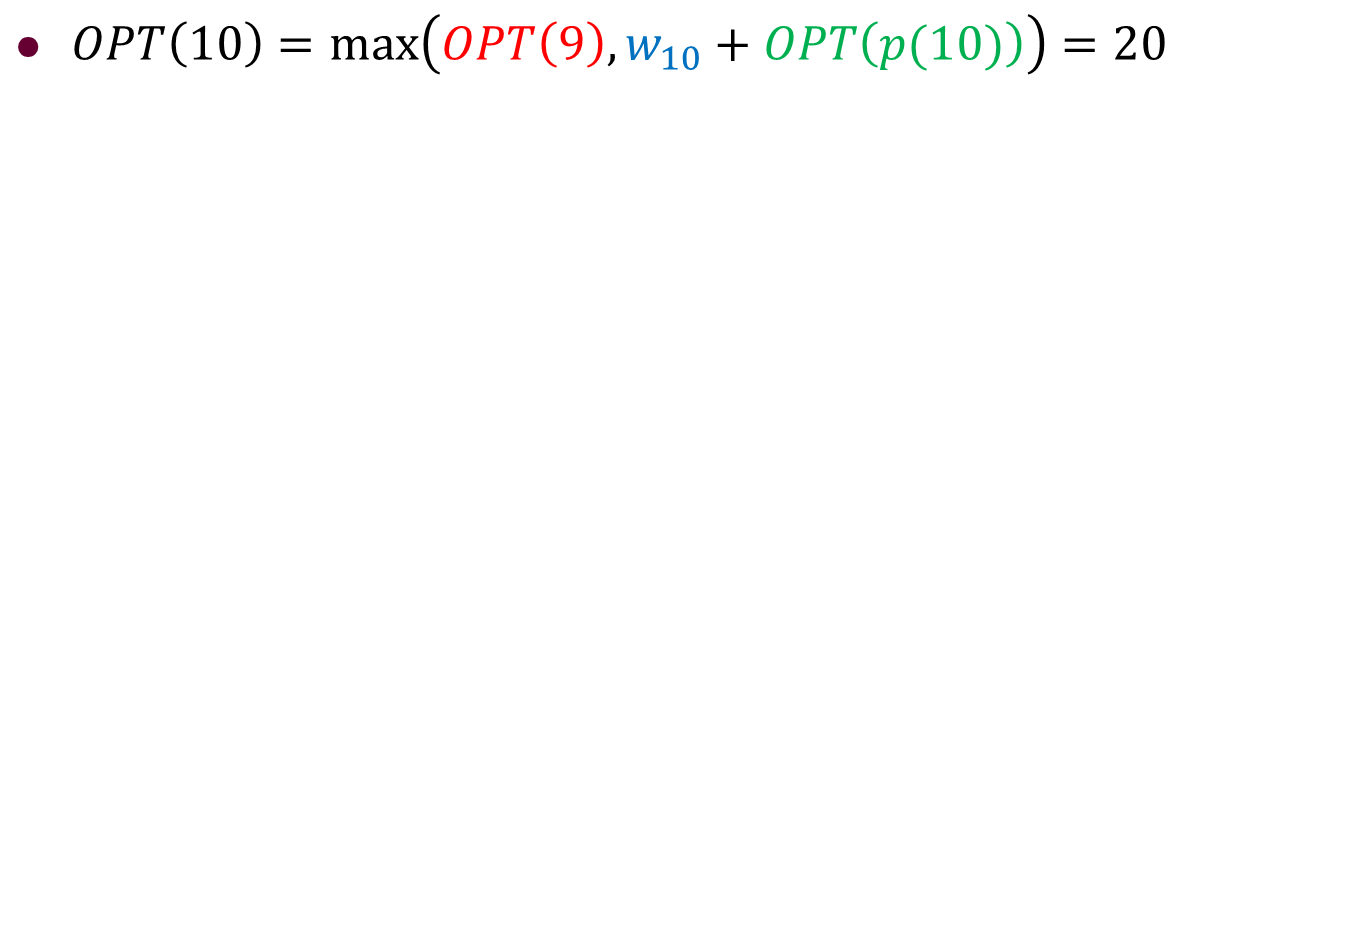 • OPT(10) = max(OPT(9), w₁₀ + OPT(p(10))) = 20